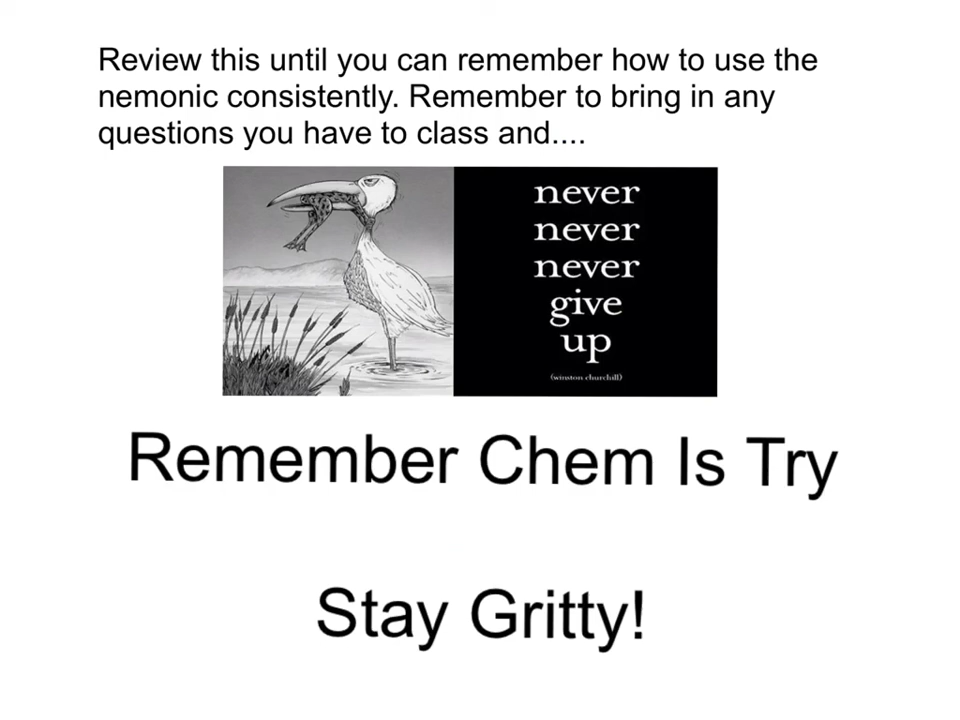 Review this until you can remember how to use the
nemonic consistently. Remember to bring in any
questions you have to class and....
never
never
never
give
up
(winston churchill)
Remember Chem Is Try
Stay Gritty!